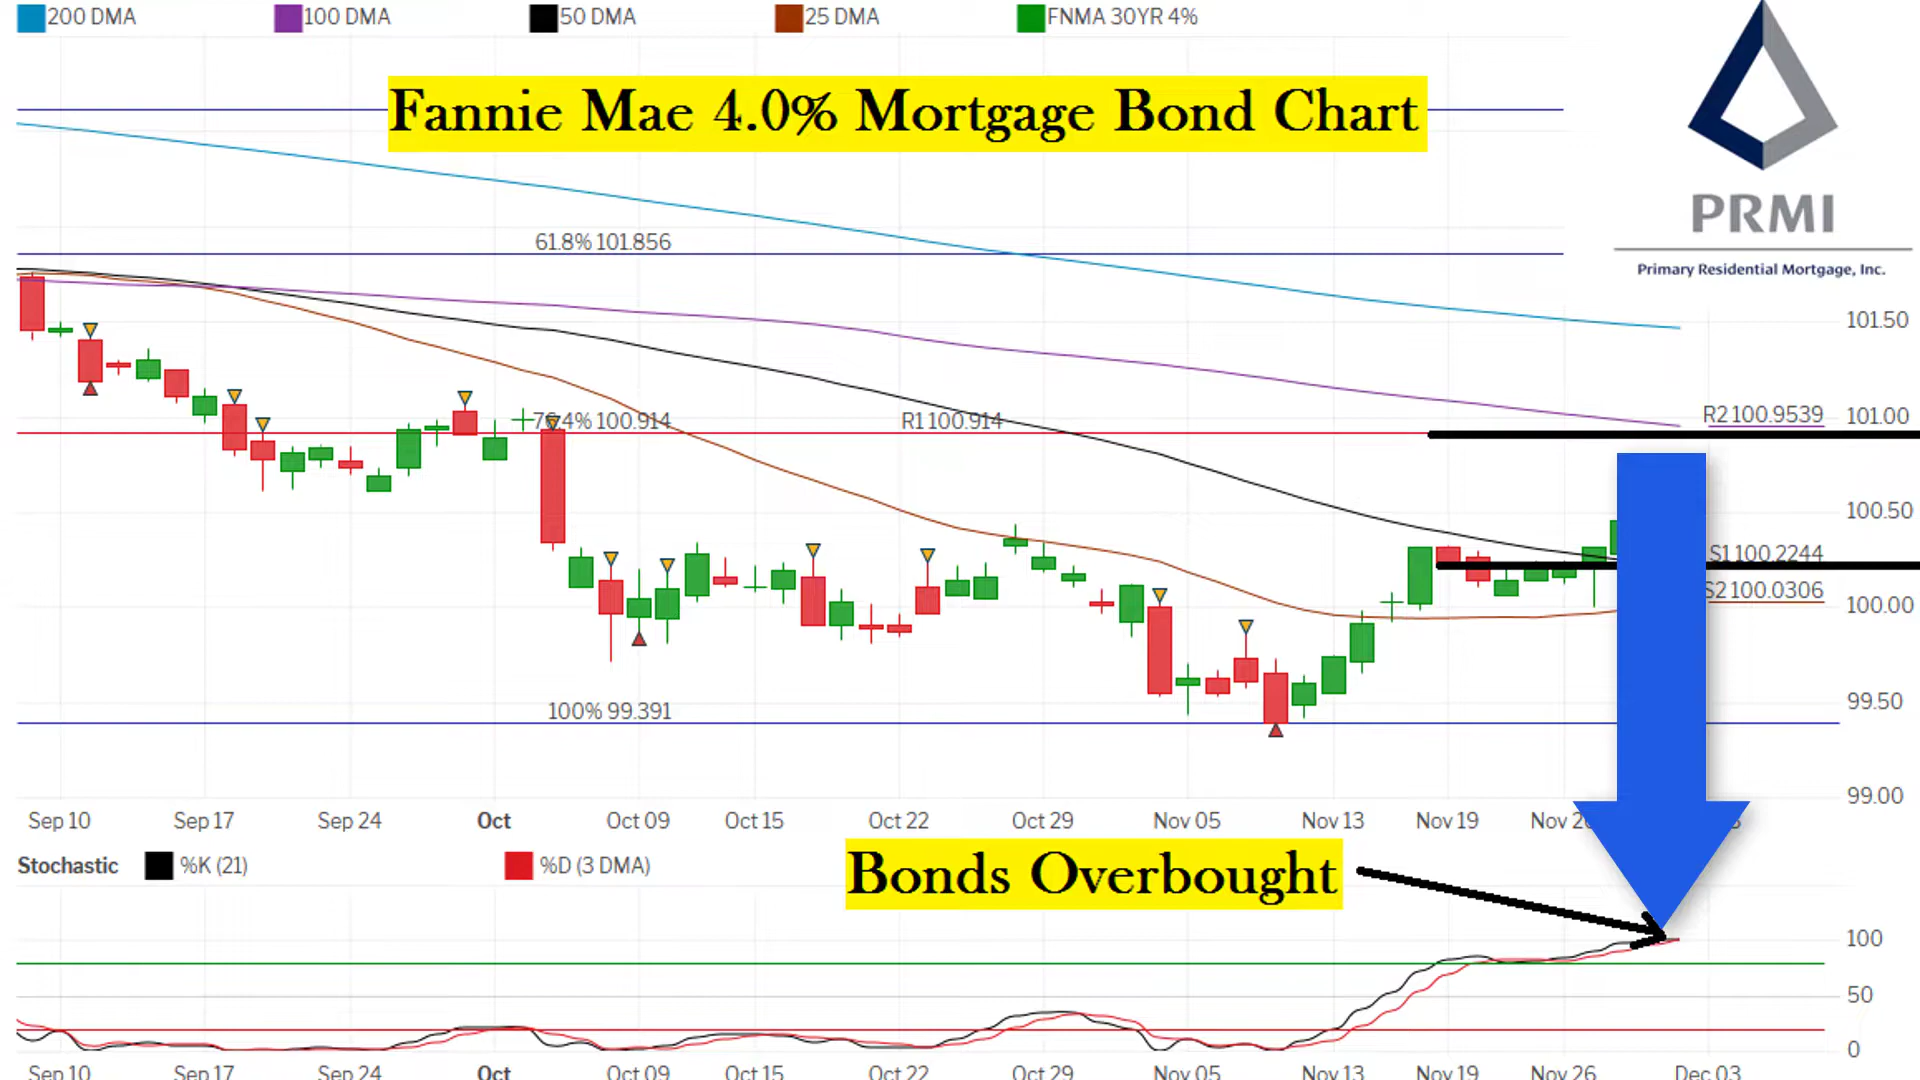 200 DMA 100 DMA 50 DMA 25 DMA FNMA 30YR 4%
Fannie Mae 4.0% Mortgage Bond Chart
PRMI
Primary Residential Mortgage, Inc.
61.8% 101.856
101.50
R2 100.9539
101.00
100.914
R1 100.914
100.50
S1 100.2244
S2 100.0306
100.00
100% 99.391
99.50
99.00
Sep 10 Sep 17 Sep 24 Oct Oct 09 Oct 15 Oct 22 Oct 29 Nov 05 Nov 13 Nov 19 Nov
Stochastic %K (21) %D (3 DMA)
Bonds Overbought
100
50
0
Sep 10 Sep 17 Sep 24 Oct Oct 09 Oct 15 Oct 22 Oct 29 Nov 05 Nov 13 Nov 19 Nov 26 Dec 03